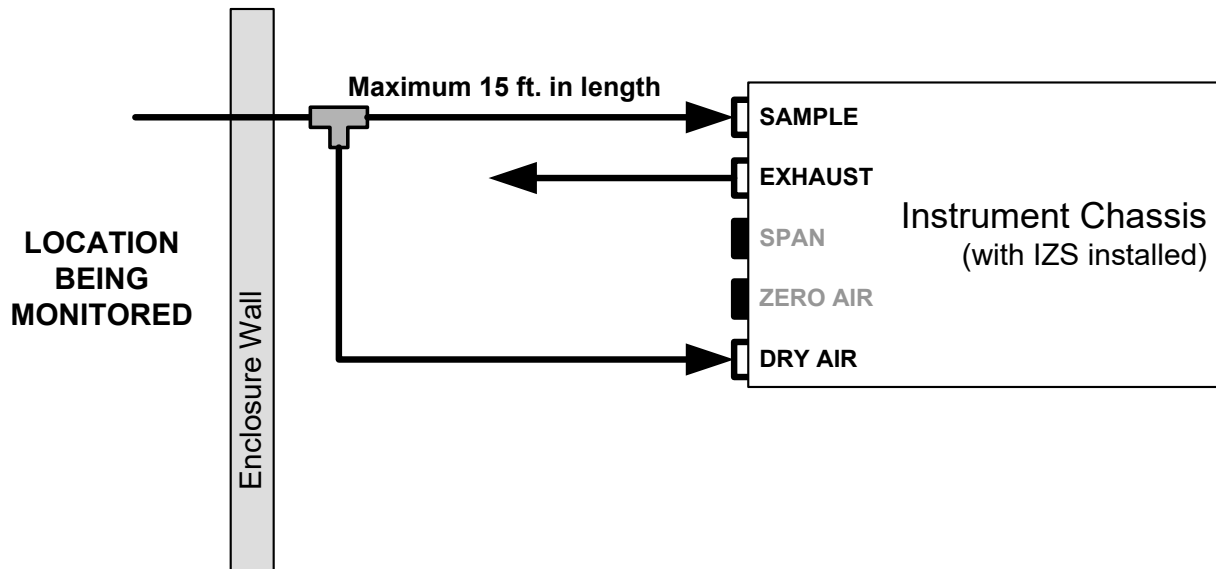 Maximum 15 ft. in length
SAMPLE
EXHAUST
SPAN
ZERO AIR
DRY AIR
Instrument Chassis
(with IZS installed)
LOCATION
BEING
MONITORED
Enclosure Wall